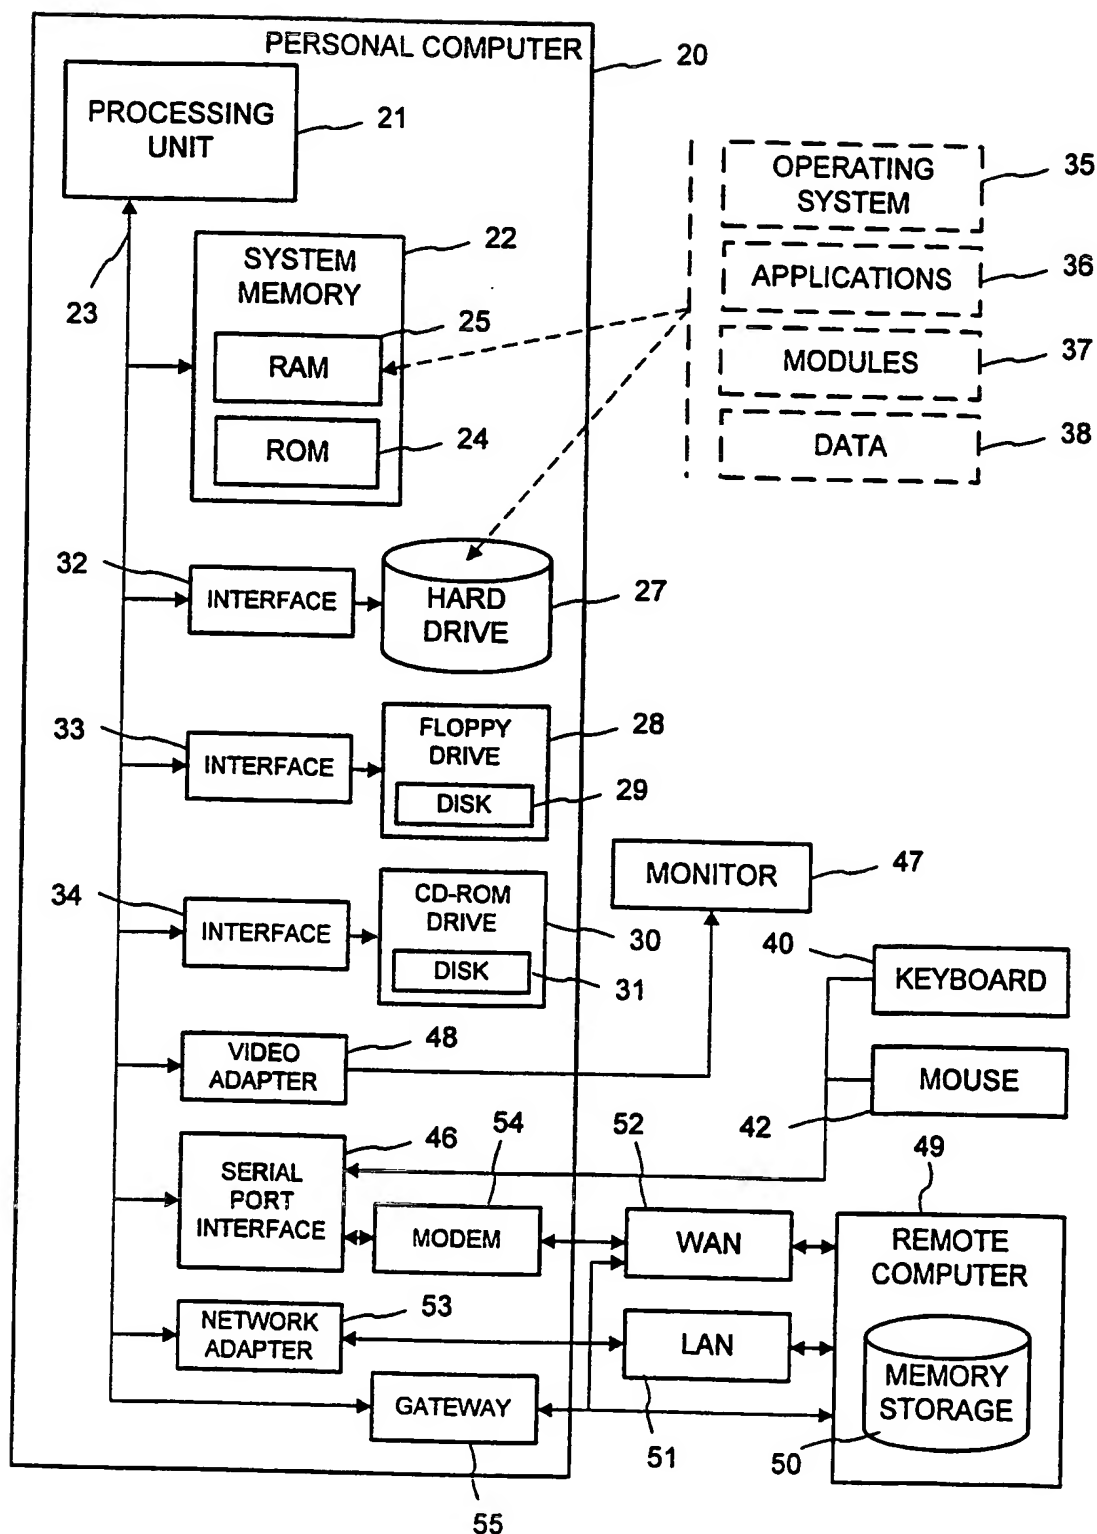 PERSONAL COMPUTER
20
PROCESSING
UNIT
21
23
SYSTEM
MEMORY
22
RAM
25
ROM
24
OPERATING
SYSTEM
35
APPLICATIONS
36
MODULES
37
DATA
38
32
INTERFACE
HARD
DRIVE
27
33
INTERFACE
FLOPPY
DRIVE
28
DISK
29
34
INTERFACE
CD-ROM
DRIVE
30
DISK
31
MONITOR
47
40
KEYBOARD
MOUSE
42
VIDEO
ADAPTER
48
SERIAL
PORT
INTERFACE
46
MODEM
54
WAN
52
REMOTE
COMPUTER
49
NETWORK
ADAPTER
53
LAN
51
MEMORY
STORAGE
50
GATEWAY
55